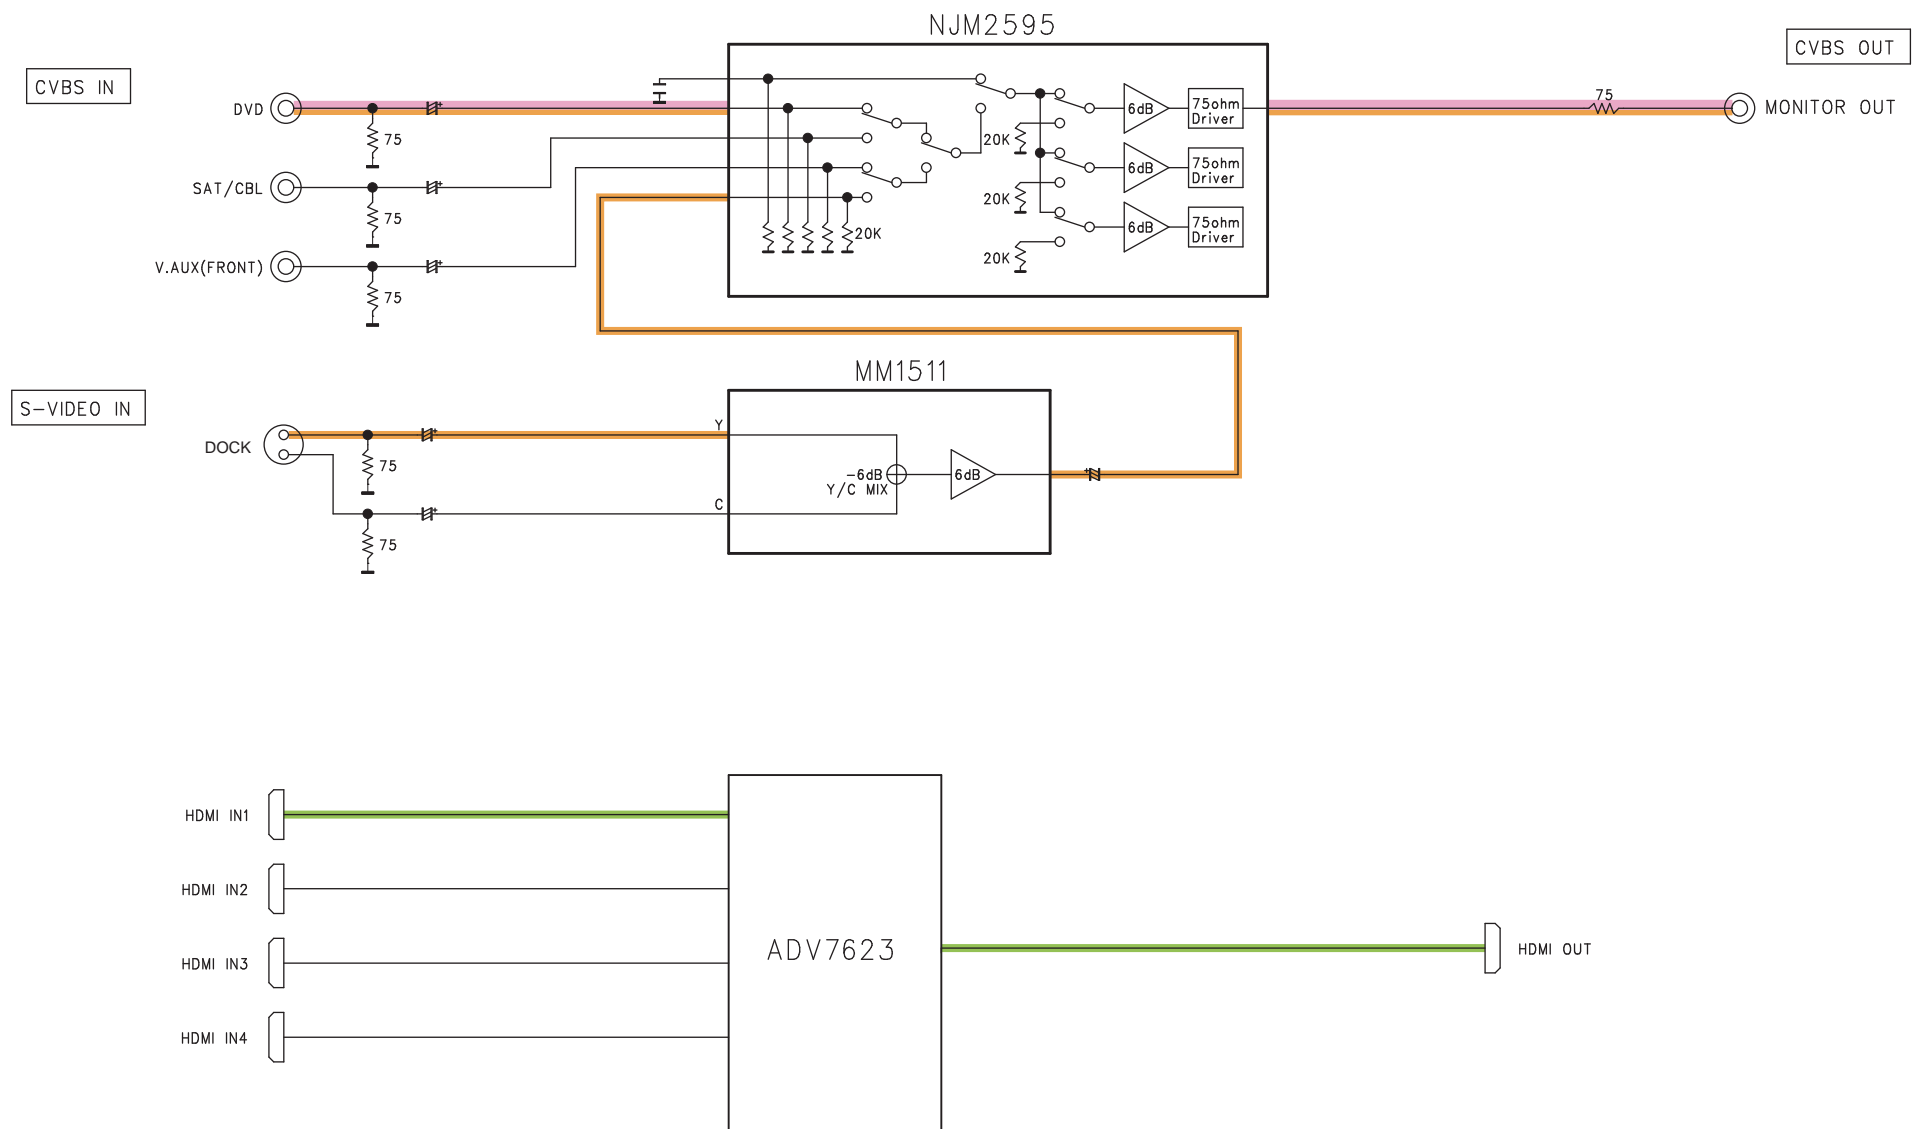 NJM2595
CVBS IN
CVBS OUT
DVD
75
6dB
75ohm
Driver
75
MONITOR OUT
SAT/CBL
75
20K
6dB
75ohm
Driver
V.AUX(FRONT)
75
20K
20K
6dB
75ohm
Driver
20K
MM1511
S-VIDEO IN
DOCK
75
Y
-6dB
Y/C MIX
6dB
C
75
HDMI IN1
HDMI IN2
HDMI IN3
HDMI IN4
ADV7623
HDMI OUT